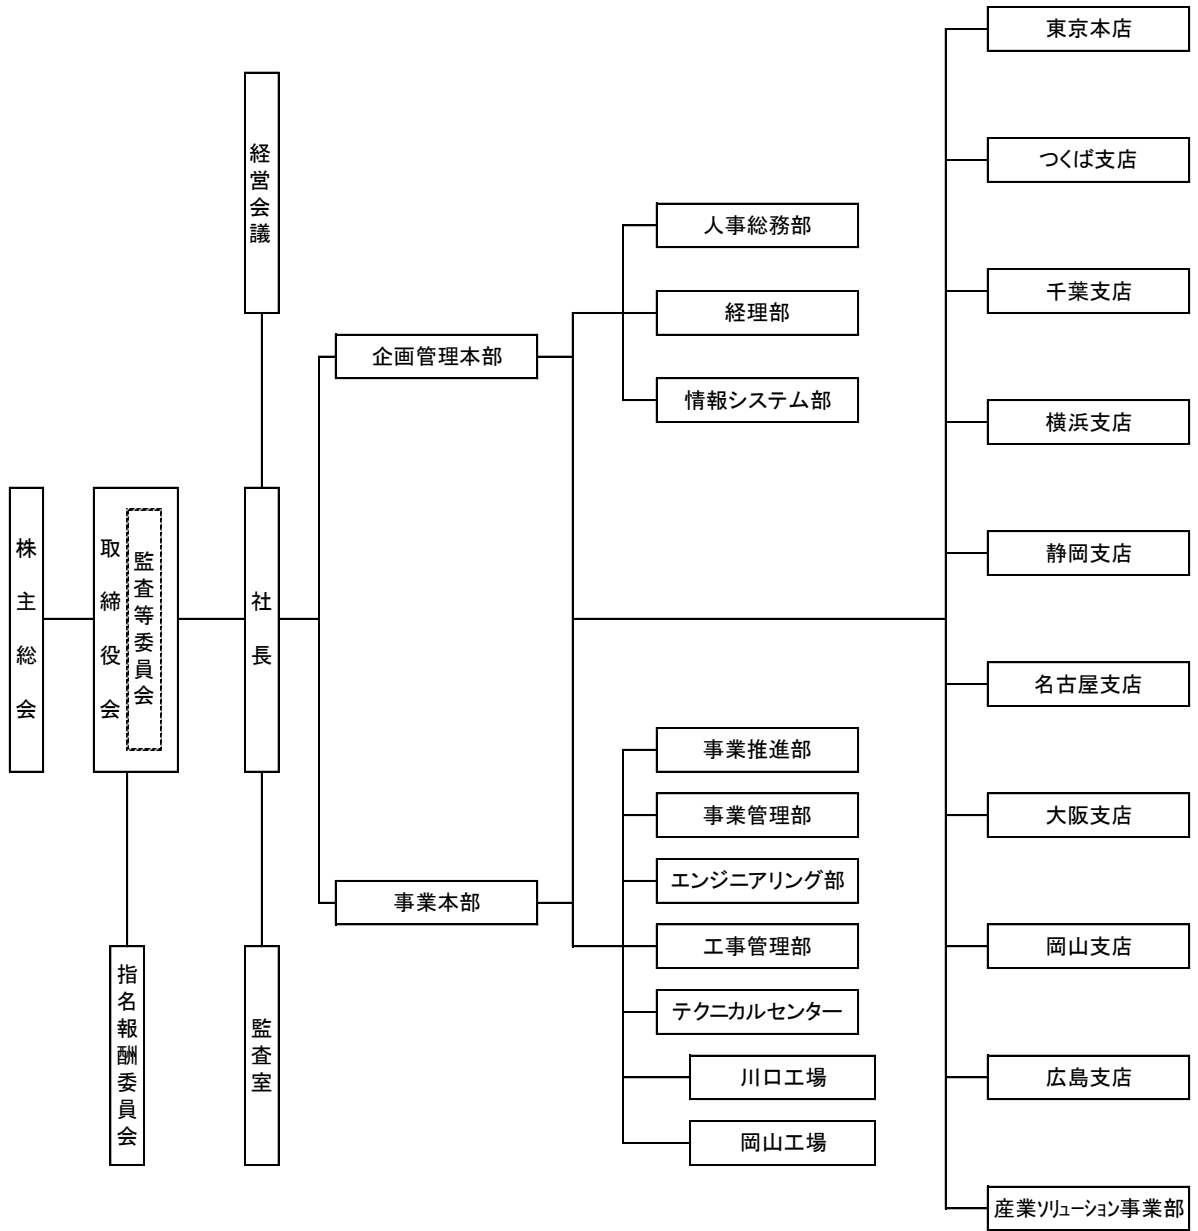 株主総会
取締役会
監査等委員会
指名報酬委員会
経営会議
社長
監査室
企画管理本部
事業本部
人事総務部
経理部
情報システム部
事業推進部
事業管理部
エンジニアリング部
工事管理部
テクニカルセンター
川口工場
岡山工場
東京本店
つくば支店
千葉支店
横浜支店
静岡支店
名古屋支店
大阪支店
岡山支店
広島支店
産業ソリューション事業部